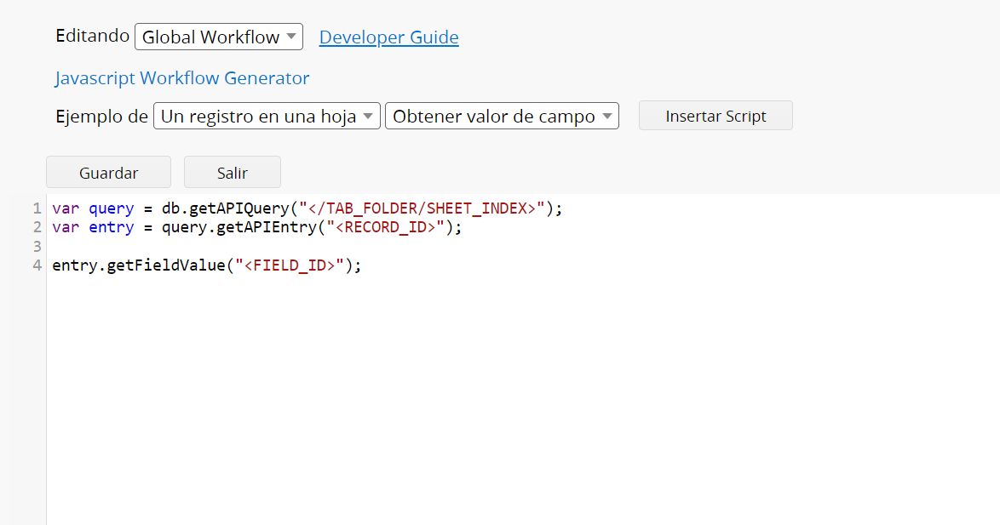 Editando Global Workflow Developer Guide
Javascript Workflow Generator
Ejemplo de Un registro en una hoja Obtener valor de campo Insertar Script
Guardar Salir
1 var query = db.getAPIQuery("</TAB_FOLDER/SHEET_INDEX>");
2 var entry = query.getAPIEntry("<RECORD_ID>");
3
4 entry.getFieldValue("<FIELD_ID>");